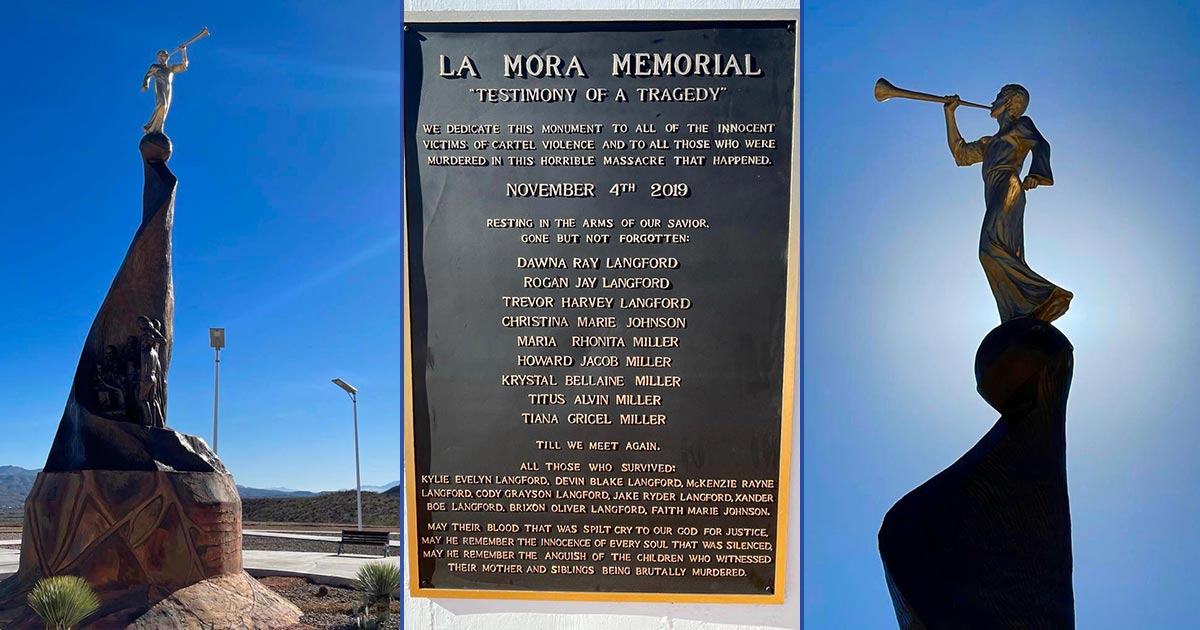 LA MORA MEMORIAL
"TESTIMONY OF A TRAGEDY"
WE DEDICATE THIS MONUMENT TO ALL OF THE INNOCENT
VICTIMS OF CARTEL VIOLENCE AND TO ALL THOSE WHO WERE
MURDERED IN THIS HORRIBLE MASSACRE THAT HAPPENED.
NOVEMBER 4TH 2019
RESTING IN THE ARMS OF OUR SAVIOR,
GONE BUT NOT FORGOTTEN:
DAWNA RAY LANGFORD
ROGAN JAY LANGFORD
TREVOR HARVEY LANGFORD
CHRISTINA MARIE JOHNSON
MARIA RHONITA MILLER
HOWARD JACOB MILLER
KRYSTAL BELLAINE MILLER
TITUS ALVIN MILLER
TIANA GRICEL MILLER
TILL WE MEET AGAIN.
ALL THOSE WHO SURVIVED:
KYLIE EVELYN LANGFORD, DEVIN BLAKE LANGFORD, McKENZIE RAYNE
LANGFORD, CODY GRAYSON LANGFORD, JAKE RYDER LANGFORD, XANDER
BOE LANGFORD, BRIXON OLIVER LANGFORD, FAITH MARIE JOHNSON.
MAY THEIR BLOOD THAT WAS SPILT CRY TO OUR GOD FOR JUSTICE,
MAY HE REMEMBER THE INNOCENCE OF EVERY SOUL THAT WAS SILENCED,
MAY HE REMEMBER THE ANGUISH OF THE CHILDREN WHO WITNESSED
THEIR MOTHER AND SIBLINGS BEING BRUTALLY MURDERED.